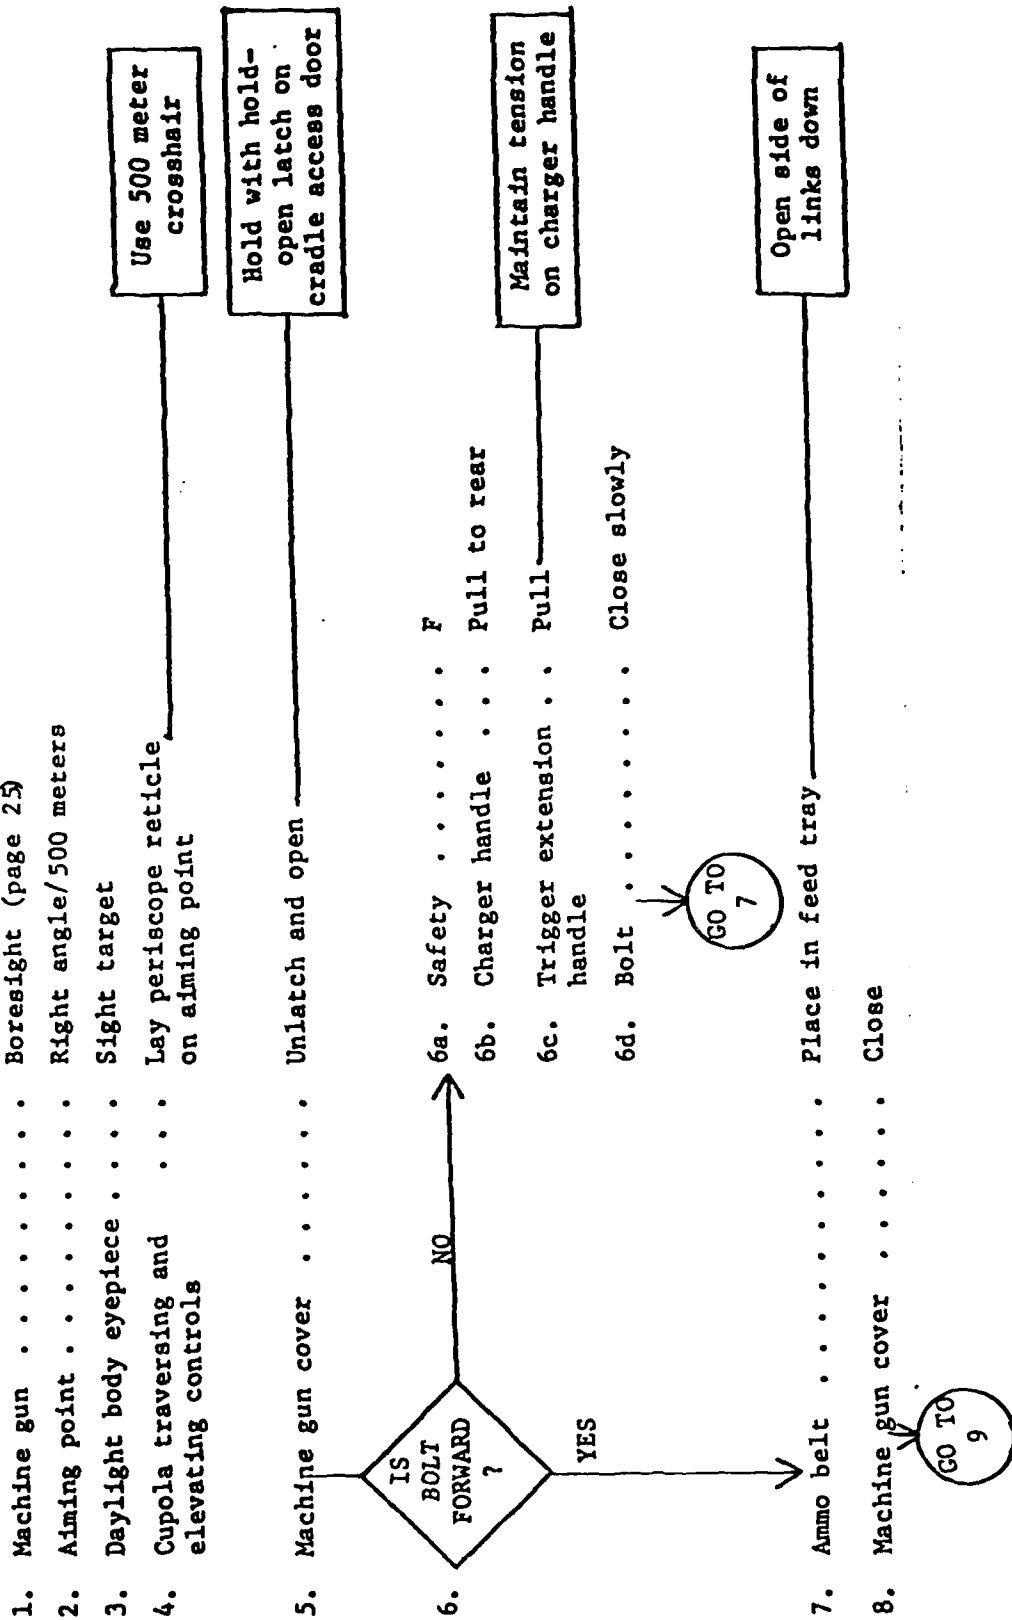 1. Machine gun . . . . . . . . . Boresight (page 25)
2. Aiming point . . . . . . . . Right angle/500 meters
3. Daylight body eyepiece . . . . Sight target
4. Cupola traversing and . . . Lay periscope reticle
elevating controls
on aiming point
Use 500 meter
crosshair
5. Machine gun cover . . . . . . Unlatch and open
Hold with hold-
open latch on
cradle access door
6. IS
BOLT
FORWARD
?
NO
YES
6a. Safety . . . . . . . . F
6b. Charger handle . . . Pull to rear
6c. Trigger extension . . Pull
handle
Maintain tension
on charger handle
6d. Bolt . . . . . . . . Close slowly
GO TO
7
7. Ammo belt . . . . . . . . . . Place in feed tray
Open side of
links down
8. Machine gun cover . . . . . . Close
GO TO
9